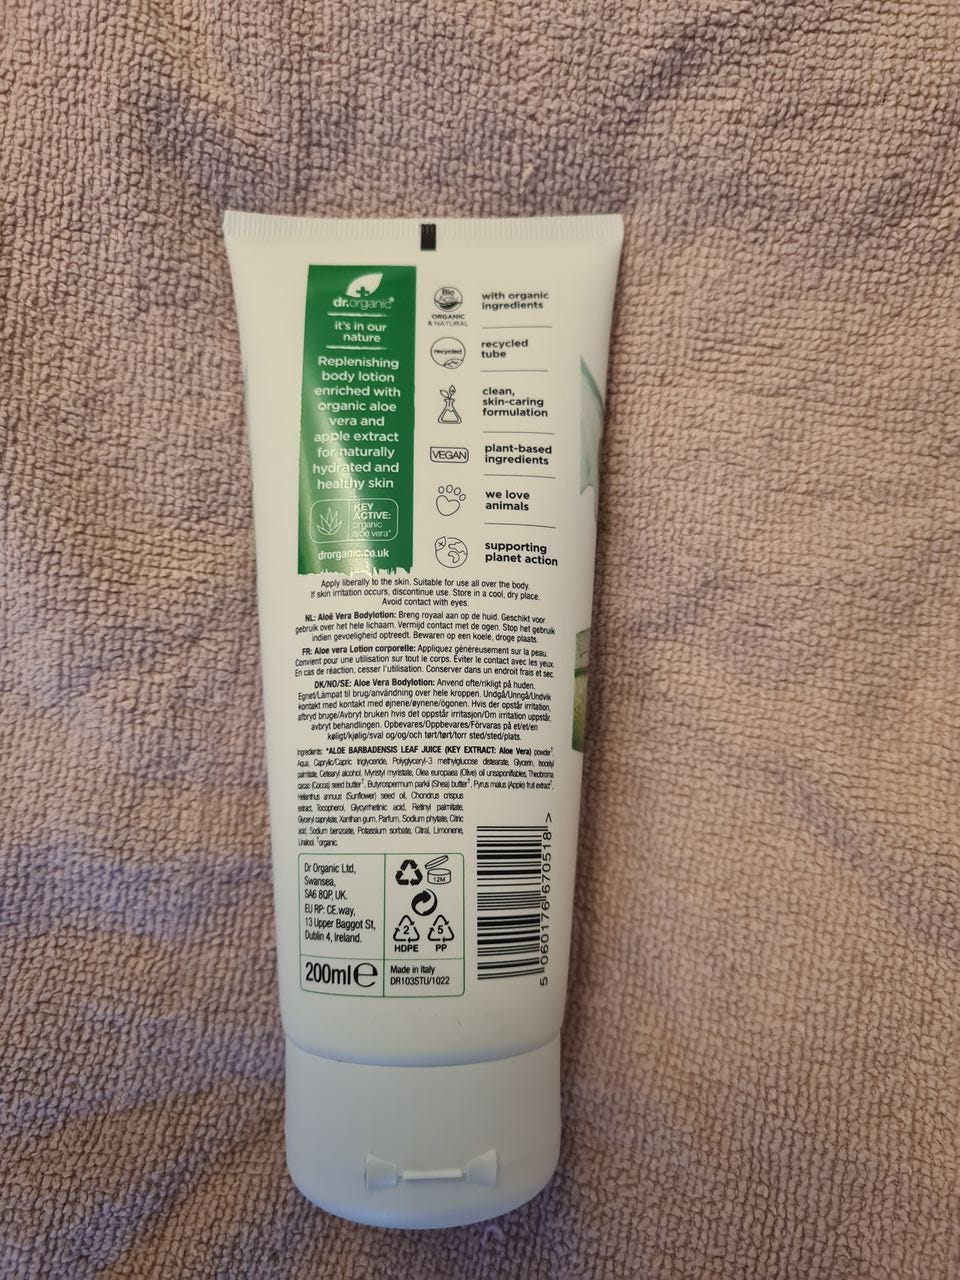 dr.organic®
it's in our
nature
Replenishing
body lotion
enriched with
organic aloe
vera and
apple extract
for naturally
hydrated and
healthy skin
KEY
ACTIVE:
organic
aloe vera*
drorganic.co.uk
Bio
Activ
ORGANIC
& NATURAL
with organic
ingredients
recycled
recycled
tube
clean,
skin-caring
formulation
VEGAN
plant-based
ingredients
we love
animals
supporting
planet action
Apply liberally to the skin. Suitable for use all over the body.
If skin irritation occurs, discontinue use. Store in a cool, dry place.
Avoid contact with eyes.
NL: Aloë Vera Bodylotion: Breng royaal aan op de huid. Geschikt voor
gebruik over het hele lichaam. Vermijd contact met de ogen. Stop het gebruik
indien gevoeligheid optreedt. Bewaren op een koele, droge plaats.
FR: Aloe vera Lotion corporelle: Appliquez généreusement sur la peau.
Convient pour une utilisation sur tout le corps. Éviter le contact avec les yeux.
En cas de réaction, cesser l'utilisation. Conserver dans un endroit frais et sec.
DK/NO/SE: Aloe Vera Bodylotion: Anvend ofte/rikligt på huden.
Egnet/Lämpat til brug/användning over hele kroppen. Undgå/Unngå/Undvik
kontakt med kontakt med øjnene/øynene/ögonen. Hvis der opstår irritation,
afbryd bruge/Avbryt bruken hvis det oppstår irritasjon/Om irritation uppstår,
avbryt behandlingen. Opbevares/Oppbevares/Förvaras på et/et/en
køligt/kjølig/sval og/og/och tørt/tørt/torr sted/sted/plats.
Ingredients: *ALOE BARBADENSIS LEAF JUICE (KEY EXTRACT: Aloe Vera) powder†,
Aqua, Caprylic/Capric triglyceride, Polyglyceryl-3 methylglucose distearate, Glycerin, Isocetyl
palmitate, Cetearyl alcohol, Myristyl myristate, Olea europaea (Olive) oil unsaponifiables, Theobroma
cacao (Cocoa) seed butter†, Butyrospermum parkii (Shea) butter†, Pyrus malus (Apple) fruit extract†,
Helianthus annuus (Sunflower) seed oil, Chondrus crispus
extract, Tocopherol, Glycyrrhetinic acid, Retinyl palmitate,
Glyceryl caprylate, Xanthan gum, Parfum, Sodium phytate, Citric
acid, Sodium benzoate, Potassium sorbate, Citral, Limonene,
Linalool. †organic
Dr Organic Ltd,
Swansea,
SA6 8QP, UK.
EU RP: CE.way,
13 Upper Baggot St,
Dublin 4, Ireland.
12M
2
HDPE
5
PP
200ml e
Made in Italy
DR103STU/1022
5 060176 670518 >